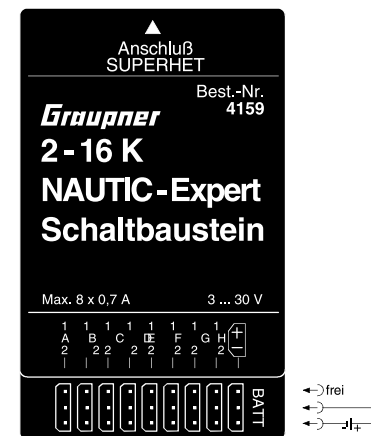 Anschluß
SUPERHET
Best.-Nr.
4159
Graupner
2-16 K
NAUTIC-Expert
Schaltbaustein
Max. 8 x 0,7 A 3 ... 30 V
1 1 1 1 1 1 1 1 +
A B C D E F G H
2 2 2 2 2 2 2 2 −
BATT
frei
+